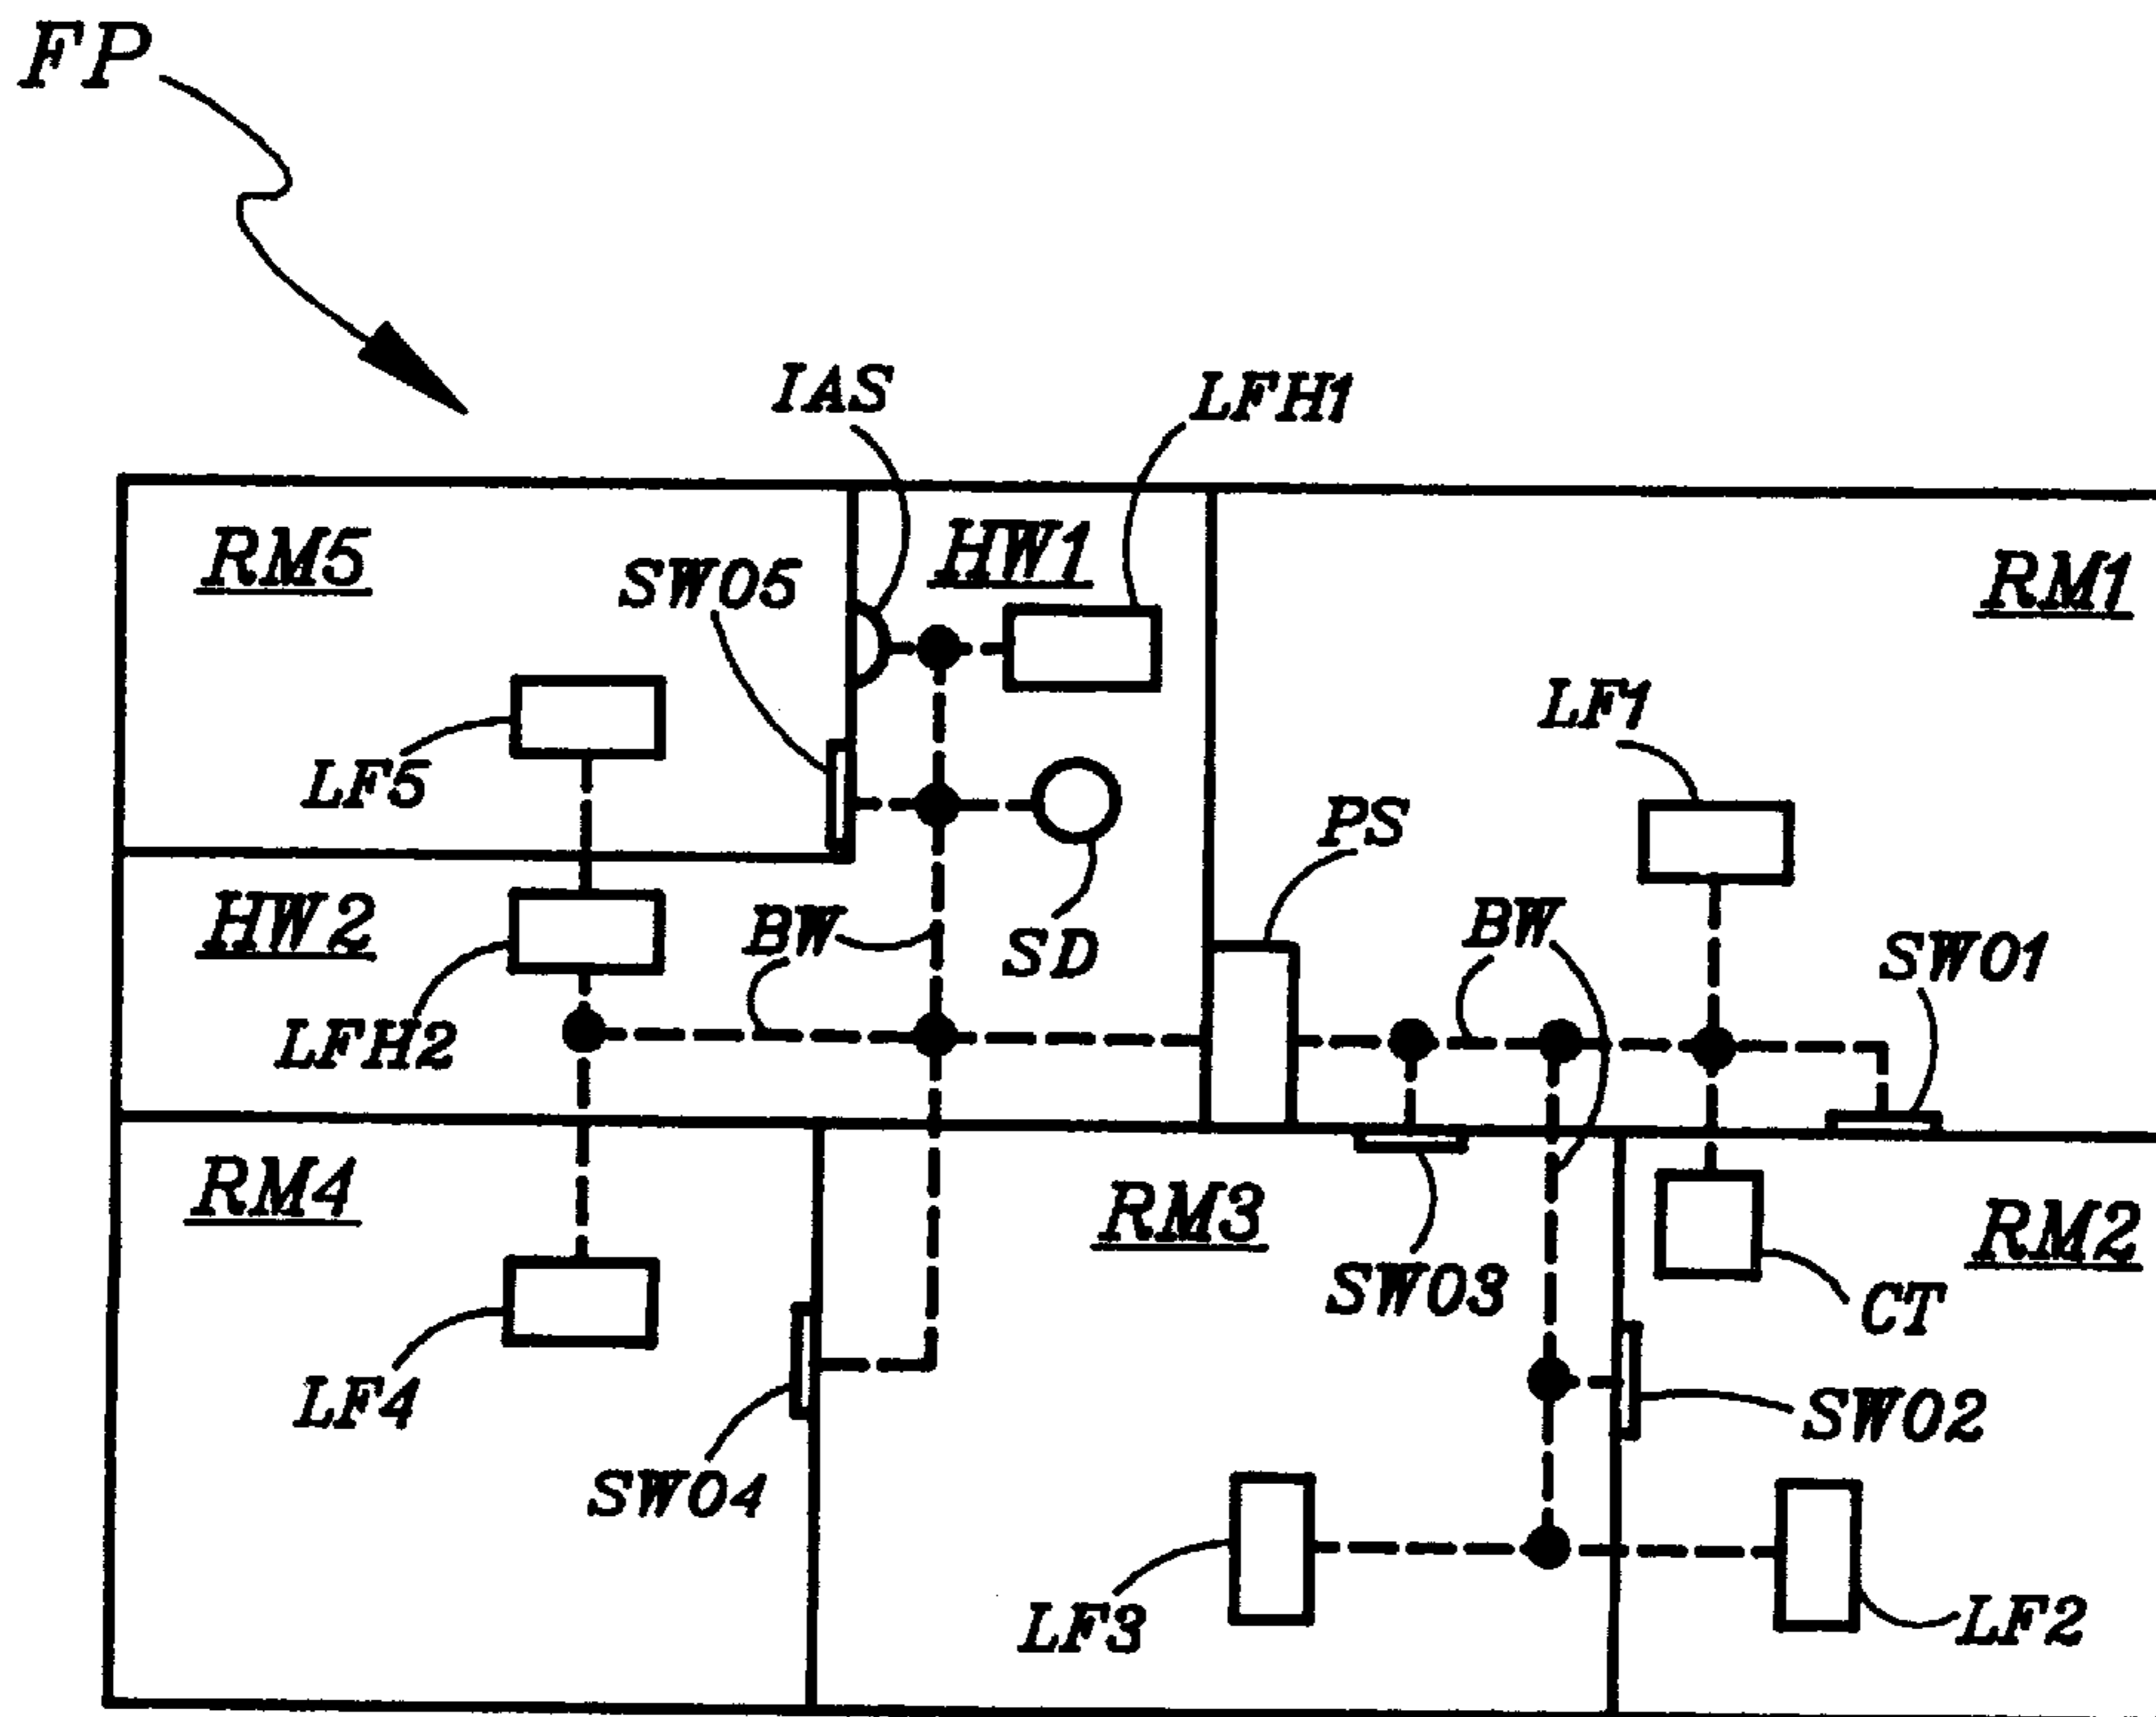 FP
IAS
LFH1
RM5
HW1
SW05
RM1
LF1
LF5
PS
HW2
BW
SD
BW
SW01
LFH2
RM4
RM3
RM2
SW03
CT
LF4
SW02
SW04
LF3
LF2